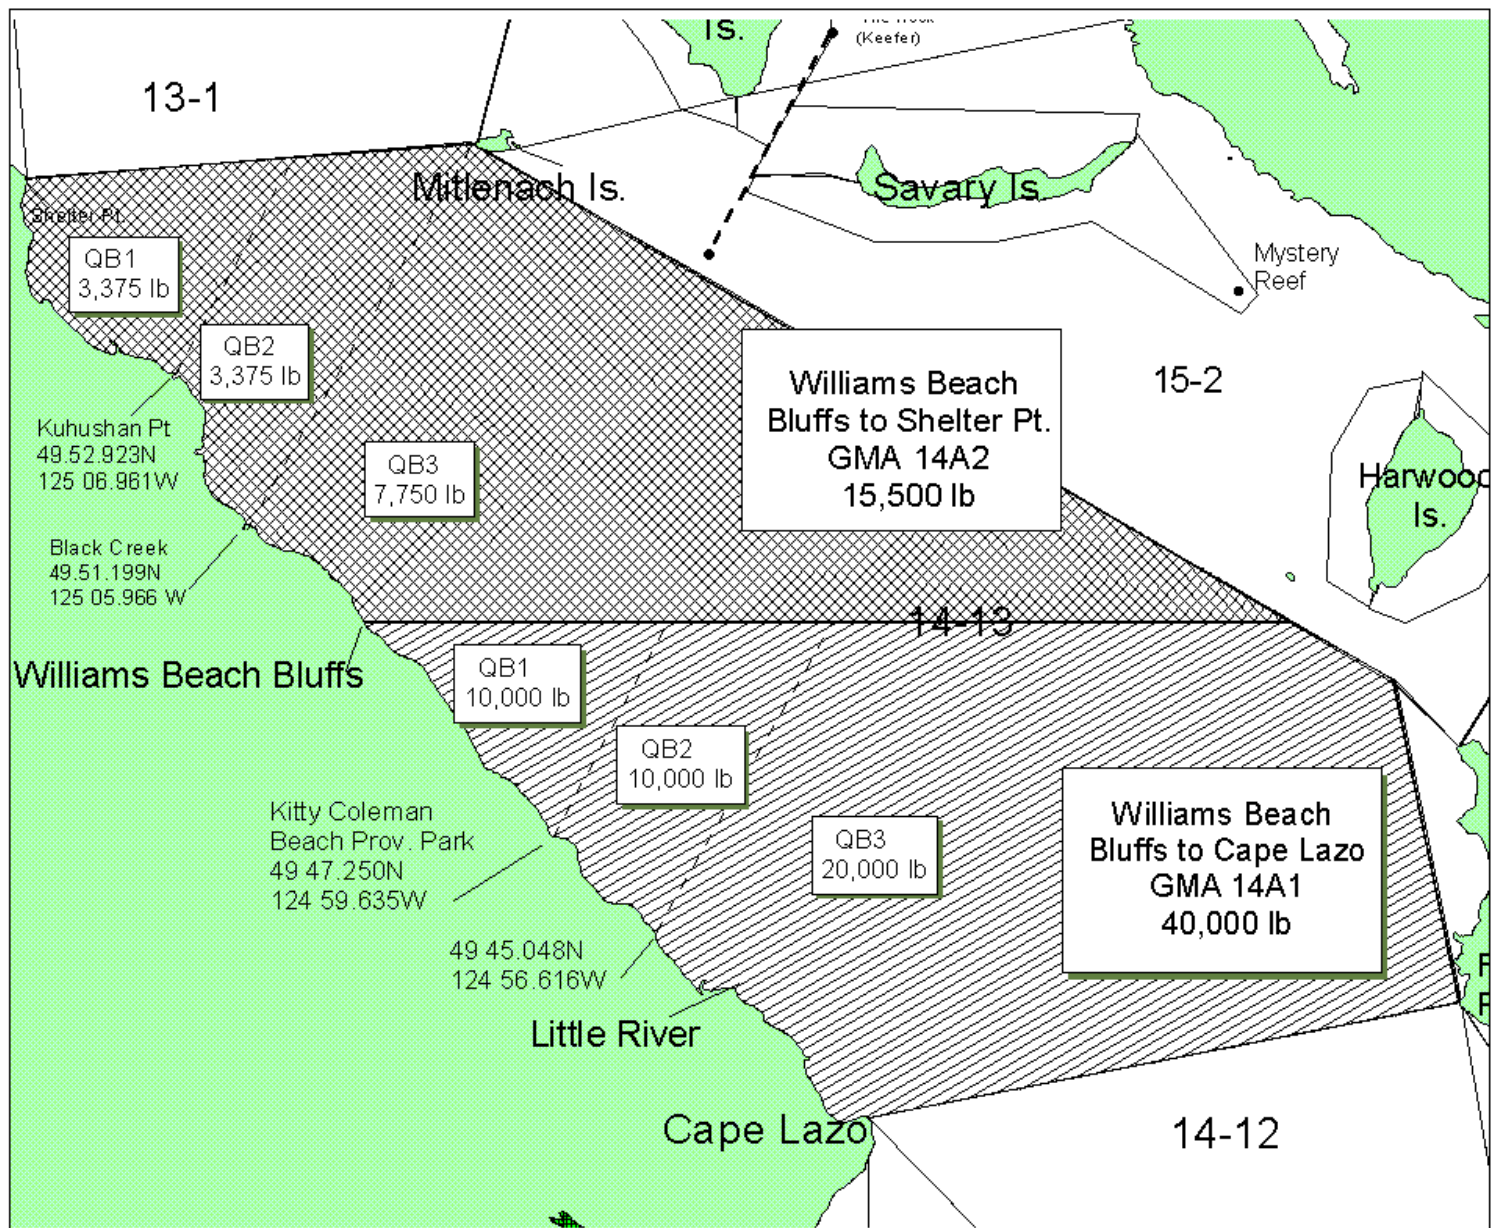 Is.
(Keefer)
13-1
Mitlenach Is.
Savary Is.
Shelter Pt.
QB1
3,375 lb
Mystery
Reef
QB2
3,375 lb
Williams Beach
Bluffs to Shelter Pt.
GMA 14A2
15,500 lb
15-2
Kuhushan Pt
49.52.923N
125 06.961W
QB3
7,750 lb
Harwood
Is.
Black Creek
49.51.199N
125 05.966 W
14-13
Williams Beach Bluffs
QB1
10,000 lb
QB2
10,000 lb
Kitty Coleman
Beach Prov. Park
49 47.250N
124 59.635W
QB3
20,000 lb
Williams Beach
Bluffs to Cape Lazo
GMA 14A1
40,000 lb
49 45.048N
124 56.616W
Little River
Cape Lazo
14-12